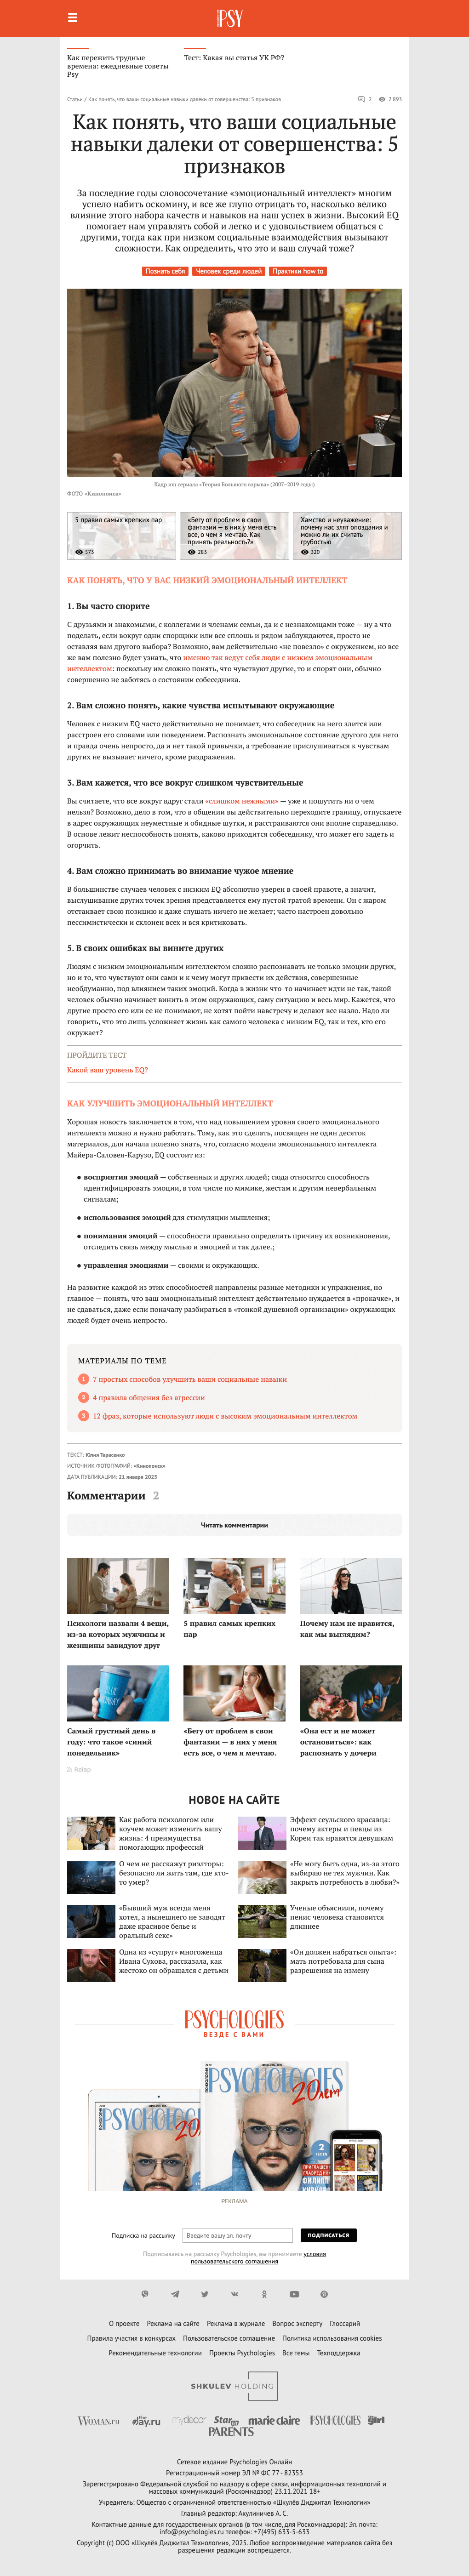 PSY
Как пережить трудные
времена: ежедневные советы
Psy
Тест: Какая вы статья УК РФ?
Статьи / Как понять, что ваши социальные навыки далеки от совершенства: 5 признаков
2
2 893
Как понять, что ваши социальные
навыки далеки от совершенства: 5
признаков
За последние годы словосочетание «эмоциональный интеллект» многим
успело набить оскомину, и все же глупо отрицать то, насколько велико
влияние этого набора качеств и навыков на наш успех в жизни. Высокий EQ
помогает нам управлять собой и легко и с удовольствием общаться с
другими, тогда как при низком социальные взаимодействия вызывают
сложности. Как определить, что это и ваш случай тоже?
Познать себя
Человек среди людей
Практики how to
Кадр иц сериала «Теория Большого взрыва» (2007–2019 годы)
ФОТО «Кинопоиск»
5 правил самых крепких пар
573
«Бегу от проблем в свои
фантазии — в них у меня есть
все, о чем я мечтаю. Как
принять реальность?»
283
Хамство и неуважение:
почему нас злят опоздания и
можно ли их считать
грубостью
320
КАК ПОНЯТЬ, ЧТО У ВАС НИЗКИЙ ЭМОЦИОНАЛЬНЫЙ ИНТЕЛЛЕКТ
1. Вы часто спорите
С друзьями и знакомыми, с коллегами и членами семьи, да и с незнакомцами тоже — ну а что
поделать, если вокруг одни спорщики или все сплошь и рядом заблуждаются, просто не
оставляя вам другого выбора? Возможно, вам действительно «не повезло» с окружением, но все
же вам полезно будет узнать, что именно так ведут себя люди с низким эмоциональным
интеллектом: поскольку им сложно понять, что чувствуют другие, то и спорят они, обычно
совершенно не заботясь о состоянии собеседника.
2. Вам сложно понять, какие чувства испытывают окружающие
Человек с низким EQ часто действительно не понимает, что собеседник на него злится или
расстроен его словами или поведением. Распознать эмоциональное состояние другого для него
и правда очень непросто, да и нет такой привычки, а требование прислушиваться к чувствам
других не вызывает ничего, кроме раздражения.
3. Вам кажется, что все вокруг слишком чувствительные
Вы считаете, что все вокруг вдруг стали «слишком нежными» — уже и пошутить ни о чем
нельзя? Возможно, дело в том, что в общении вы действительно переходите границу, отпускаете
в адрес окружающих неуместные и обидные шутки, и расстраиваются они вполне справедливо.
В основе лежит неспособность понять, каково приходится собеседнику, что может его задеть и
огорчить.
4. Вам сложно принимать во внимание чужое мнение
В большинстве случаев человек с низким EQ абсолютно уверен в своей правоте, а значит,
выслушивание других точек зрения представляется ему пустой тратой времени. Он с жаром
отстаивает свою позицию и даже слушать ничего не желает; часто настроен довольно
пессимистически и склонен всех и вся критиковать.
5. В своих ошибках вы вините других
Людям с низким эмоциональным интеллектом сложно распознавать не только эмоции других, но
и то, что чувствуют они сами и к чему могут привести их действия, совершенные
необдуманно, под влиянием таких эмоций. Когда в жизни что–то начинает идти не так, такой
человек обычно начинает винить в этом окружающих, саму ситуацию и весь мир. Кажется, что
другие просто его или ее не понимают, не хотят пойти навстречу и делают все назло. Надо ли
говорить, что это лишь усложняет жизнь как самого человека с низким EQ, так и тех, кто его
окружает?
ПРОЙДИТЕ ТЕСТ
Какой ваш уровень EQ?
КАК УЛУЧШИТЬ ЭМОЦИОНАЛЬНЫЙ ИНТЕЛЛЕКТ
Хорошая новость заключается в том, что над повышением уровня своего эмоционального
интеллекта можно и нужно работать. Тому, как это сделать, посвящен не один десяток
материалов, для начала полезно знать, что, согласно модели эмоционального интеллекта
Майера-Саловея-Карузо, EQ состоит из:
восприятия эмоций — собственных и других людей; сюда относится способность
идентифицировать эмоции, в том числе по мимике, жестам и другим невербальным
сигналам;
использования эмоций для стимуляции мышления;
понимания эмоций — способности правильно определить причину их возникновения,
отследить связь между мыслью и эмоцией и так далее.;
управления эмоциями — своими и окружающих.
На развитие каждой из этих способностей направлены разные методики и упражнения, но
главное — понять, что ваш эмоциональный интеллект действительно нуждается в «прокачке», и
не сдаваться, даже если поначалу разбираться в «тонкой душевной организации» окружающих
людей будет очень непросто.
МАТЕРИАЛЫ ПО ТЕМЕ
1 7 простых способов улучшить ваши социальные навыки
2 4 правила общения без агрессии
3 12 фраз, которые используют люди с высоким эмоциональным интеллектом
ТЕКСТ: Юлия Тарасенко
ИСТОЧНИК ФОТОГРАФИЙ: «Кинопоиск»
ДАТА ПУБЛИКАЦИИ: 21 января 2025
Комментарии 2
Читать комментарии
Психологи назвали 4 вещи,
из-за которых мужчины и
женщины завидуют друг
5 правил самых крепких
пар
Почему нам не нравится,
как мы выглядим?
Самый грустный день в
году: что такое «синий
понедельник»
«Бегу от проблем в свои
фантазии — в них у меня
есть все, о чем я мечтаю.
«Она ест и не может
остановиться»: как
распознать у дочери
Relap
НОВОЕ НА САЙТЕ
Как работа психологом или
коучем может изменить вашу
жизнь: 4 преимущества
помогающих профессий
Эффект сеульского красавца:
почему актеры и певцы из
Кореи так нравятся девушкам
О чем не расскажут риэлторы:
безопасно ли жить там, где кто-
то умер?
«Не могу быть одна, из-за этого
выбираю не тех мужчин. Как
закрыть потребность в любви?»
«Бывший муж всегда меня
хотел, а нынешнего не заводят
даже красивое белье и
оральный секс»
Ученые объяснили, почему
пенис человека становится
длиннее
Одна из «супруг» многоженца
Ивана Сухова, рассказала, как
жестоко он обращался с детьми
«Он должен набраться опыта»:
мать потребовала для сына
разрешения на измену
PSYCHOLOGIES
ВЕЗДЕ С ВАМИ
PSYCHOLOGIES
20 лет
РЕКЛАМА
Подписка на рассылку
Введите вашу эл. почту
ПОДПИСАТЬСЯ
Подписываясь на рассылку Psychologies, вы принимаете условия
пользовательского соглашения
О проекте Реклама на сайте Реклама в журнале Вопрос эксперту Глоссарий
Правила участия в конкурсах Пользовательское соглашение Политика использования cookies
Рекомендательные технологии Проекты Psychologies Все темы Техподдержка
SHKULEV HOLDING
WOMAN.RU the day.ru mydecor StarHit marie claire PSYCHOLOGIES girl
PARENTS
Сетевое издание Psychologies Онлайн
Регистрационный номер ЭЛ № ФС 77 - 82353
Зарегистрировано Федеральной службой по надзору в сфере связи, информационных технологий и
массовых коммуникаций (Роскомнадзор) 23.11.2021 18+
Учредитель: Общество с ограниченной ответственностью «Шкулёв Диджитал Технологии»
Главный редактор: Акулиничев А. С.
Контактные данные для государственных органов (в том числе, для Роскомнадзора): Эл. почта:
info@psychologies.ru телефон: +7(495) 633-5-633
Copyright (с) ООО «Шкулёв Диджитал Технологии», 2025. Любое воспроизведение материалов сайта без
разрешения редакции воспрещается.